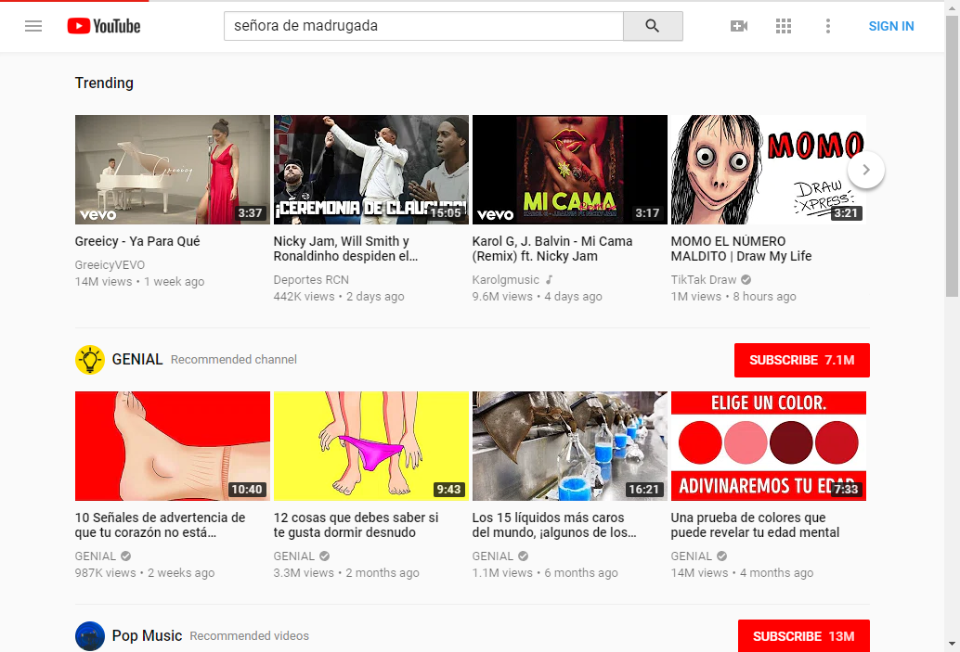 YouTube
señora de madrugada
SIGN IN
Trending
Greeicy
vevo
3:37
¡CEREMONIA DE CLAUSURA!
15:05
MI CAMA
vevo
3:17
MOMO
DRAW
XPRESS
3:21
Greeicy - Ya Para Qué
GreeicyVEVO
14M views • 1 week ago
Nicky Jam, Will Smith y
Ronaldinho despiden el...
Deportes RCN
442K views • 2 days ago
Karol G, J. Balvin - Mi Cama
(Remix) ft. Nicky Jam
Karolgmusic
9.6M views • 4 days ago
MOMO EL NÚMERO
MALDITO | Draw My Life
TikTak Draw
1M views • 8 hours ago
GENIAL Recommended channel
SUBSCRIBE 7.1M
10:40
9:43
16:21
ELIGE UN COLOR.
ADIVINAREMOS TU EDAD
7:33
10 Señales de advertencia de
que tu corazón no está...
GENIAL
987K views • 2 weeks ago
12 cosas que debes saber si
te gusta dormir desnudo
GENIAL
3.3M views • 2 months ago
Los 15 líquidos más caros
del mundo, ¡algunos de los...
GENIAL
1.1M views • 6 months ago
Una prueba de colores que
puede revelar tu edad mental
GENIAL
14M views • 4 months ago
Pop Music Recommended videos
SUBSCRIBE 13M